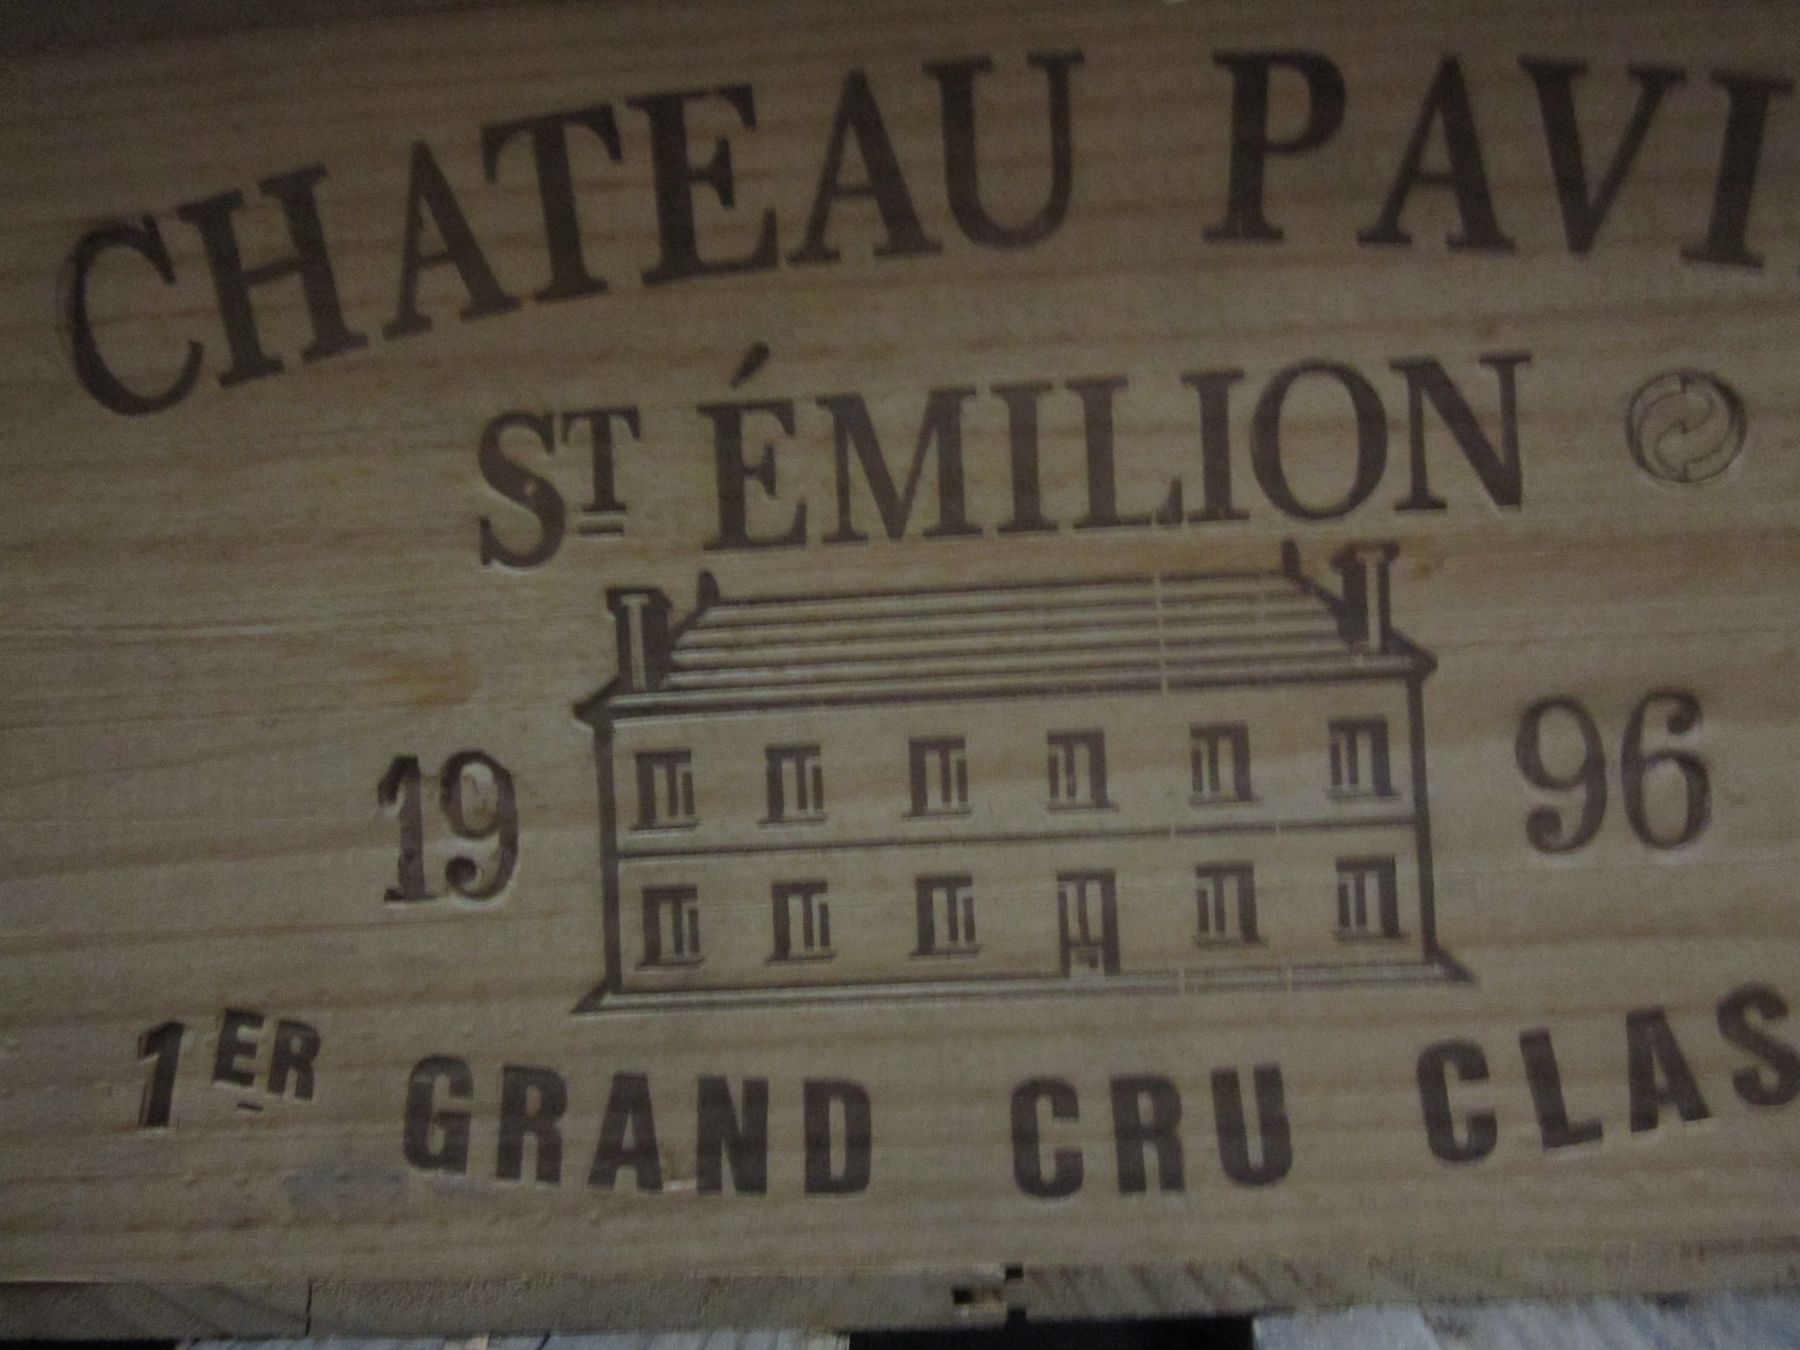 CHATEAU PAVI
ST ÉMILION
19 96
1ER GRAND CRU CLAS